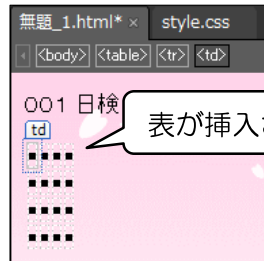 無題_1.html* × style.css
<body> <table> <tr> <td>
001 日検
td
表が挿入